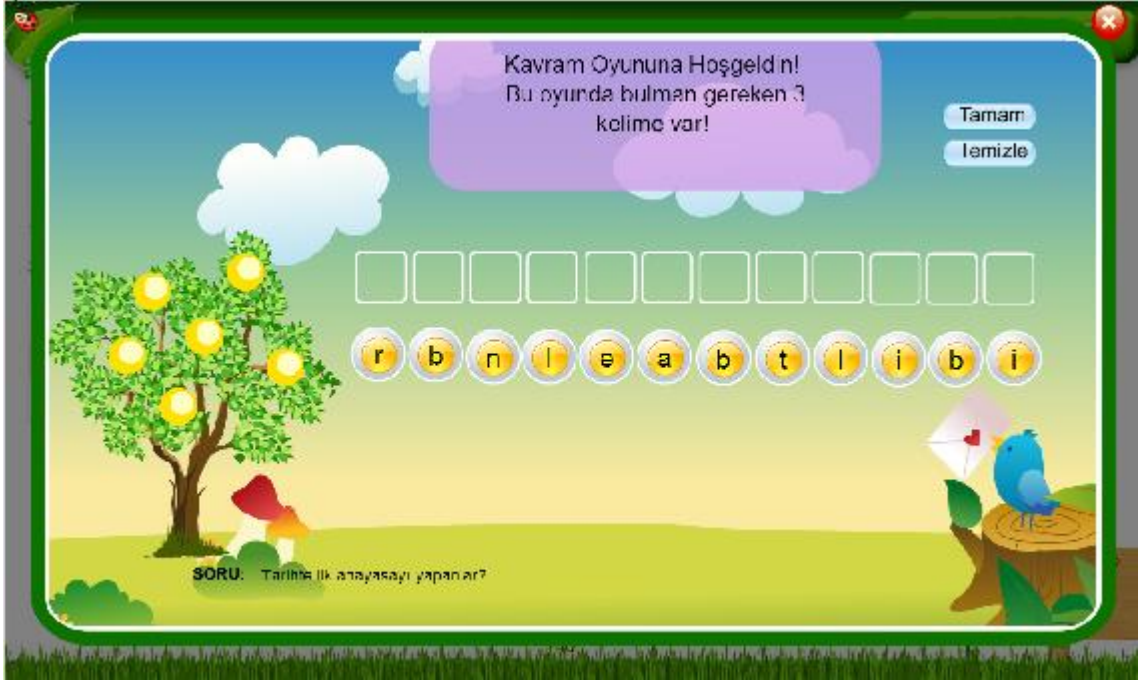 Kavram Oyununa Hoşgeldin!
Bu oyunda bulman gereken 3
kelime var!
Tamam
Temizle
r b n l e a b t l i b i
SORU: Tarihte ilk anayasayı yapanlar?